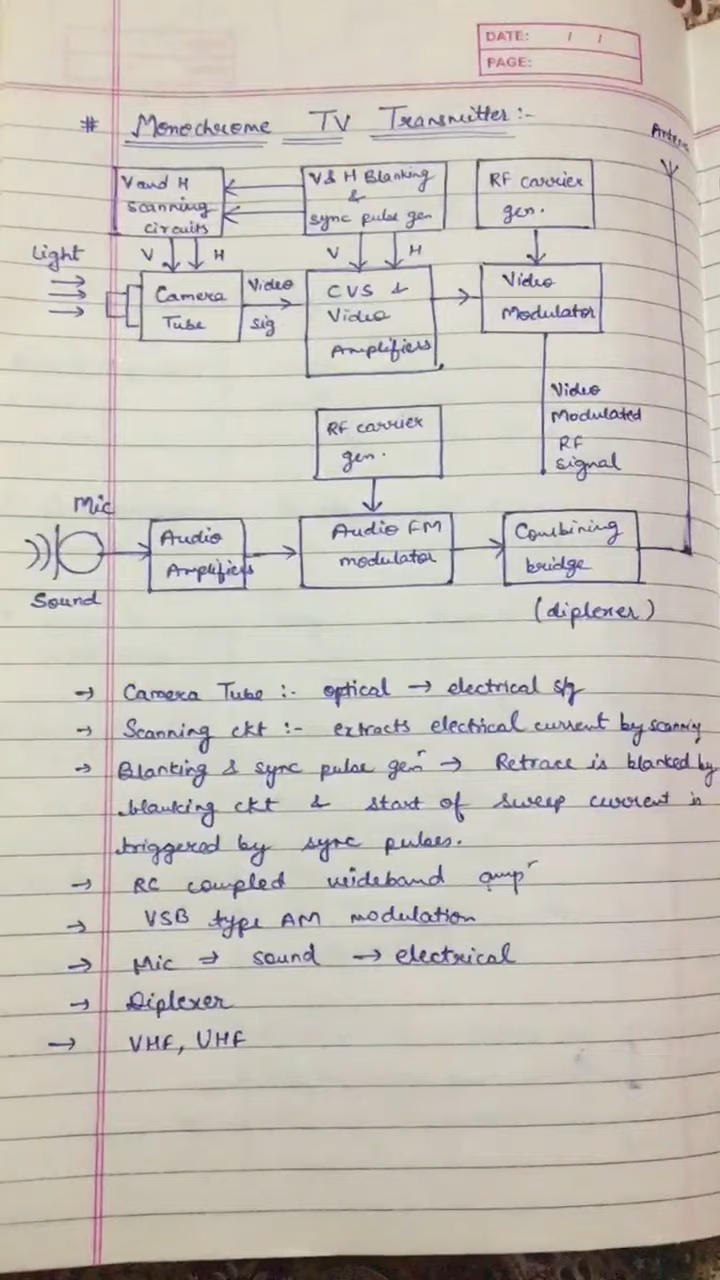 DATE: / /
PAGE:
# Monochrome TV Transmitter :-
Antenna
V and H
scanning
circuits
V & H Blanking
&
sync pulse gen
RF carrier
gen.
V H
V H
Light
Camera
Tube
Video
sig
CVS &
Video
Amplifiers
Video
Modulator
Video
Modulated
RF
signal
RF carrier
gen.
Mic
Sound
Audio
Amplifiers
Audio FM
modulator
Combining
bridge
(diplexer)
→ Camera Tube :- optical → electrical s/g
→ Scanning ckt :- extracts electrical current by scanning
→ Blanking & sync pulse genr → Retrace is blanked by
blanking ckt & start of sweep current is
triggered by sync pulses.
→ RC coupled wideband ampr
→ VSB type AM modulation
→ Mic → sound → electrical
→ Diplexer
→ VHF, UHF